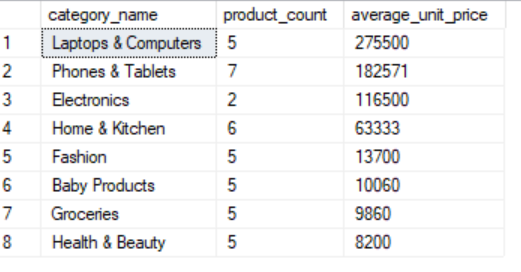 category_name product_count average_unit_price
1 Laptops & Computers 5 275500
2 Phones & Tablets 7 182571
3 Electronics 2 116500
4 Home & Kitchen 6 63333
5 Fashion 5 13700
6 Baby Products 5 10060
7 Groceries 5 9860
8 Health & Beauty 5 8200